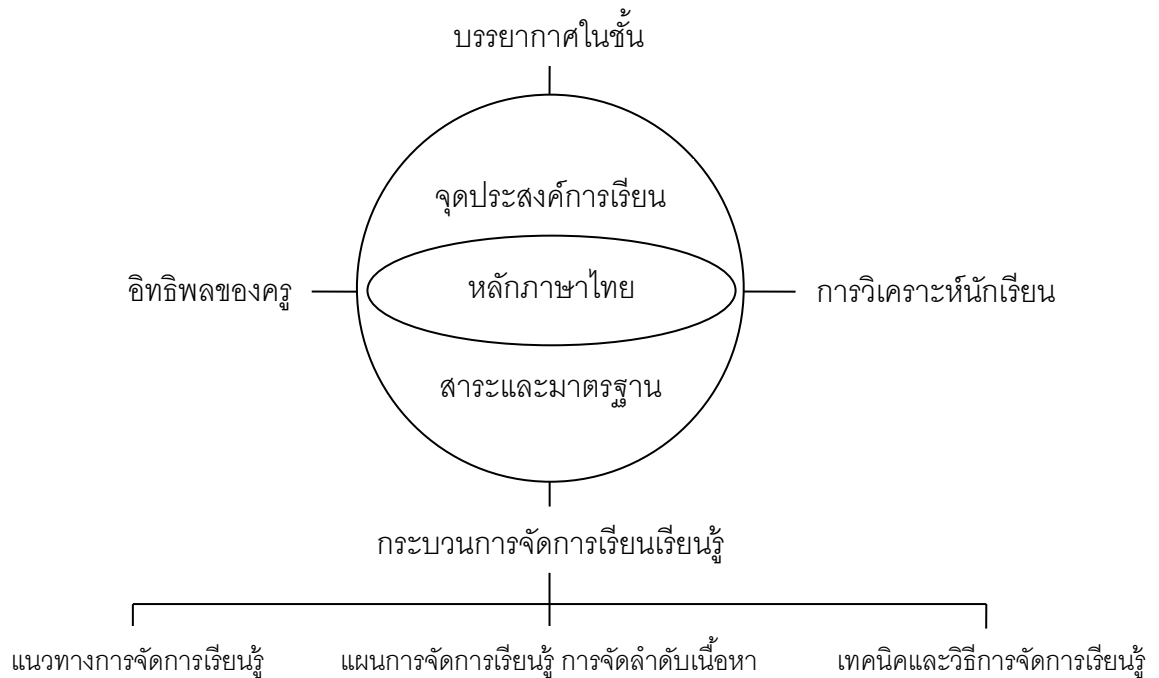 บรรยากาศในชั้น
จุดประสงค์การเรียน
อิทธิพลของครู
หลักภาษาไทย
การวิเคราะห์นักเรียน
สาระและมาตรฐาน
กระบวนการจัดการเรียนเรียนรู้
แนวทางการจัดการเรียนรู้
แผนการจัดการเรียนรู้ การจัดลำดับเนื้อหา
เทคนิคและวิธีการจัดการเรียนรู้